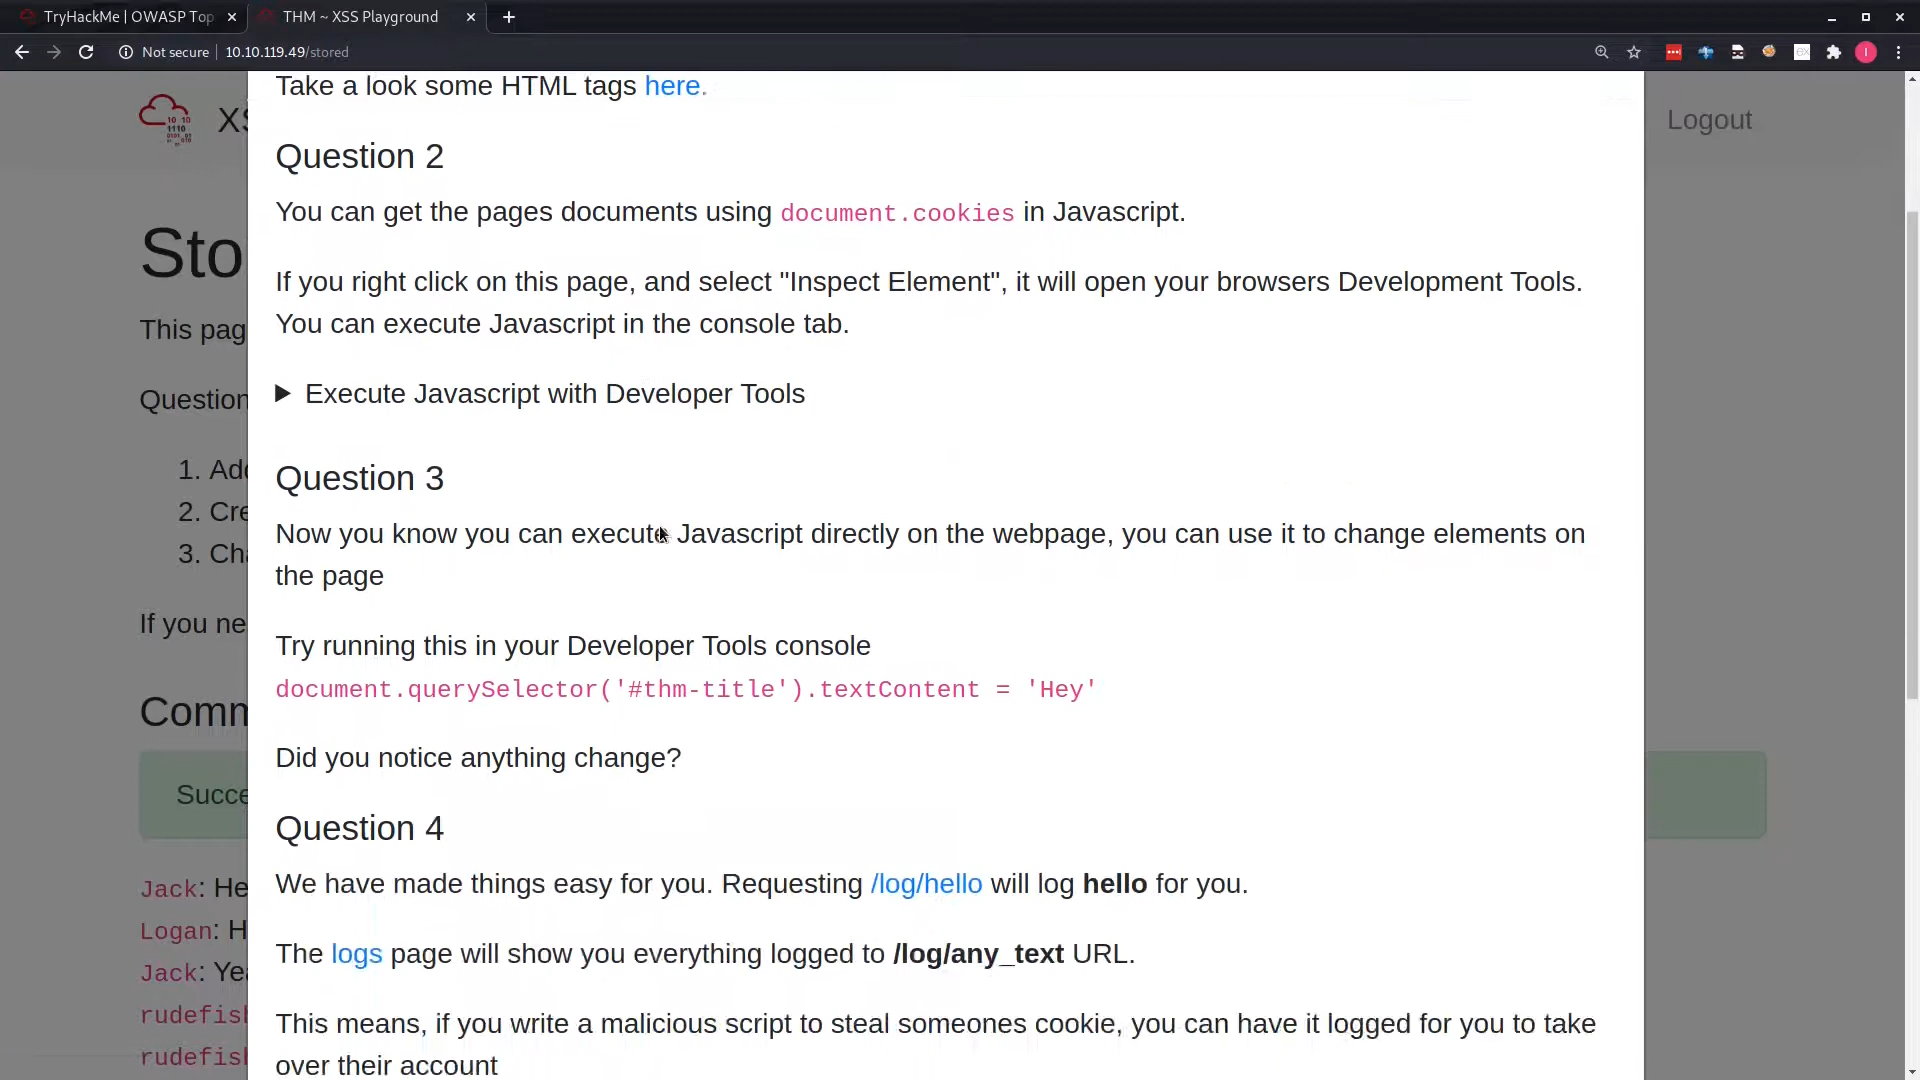 TryHackMe | OWASP Top
THM ~ XSS Playground
Not secure
10.10.119.49/stored
XS
Logout
Sto
This pag
Question
1. Add
2. Cre
3. Cha
If you ne
Comm
Succe
Jack: He
Logan: H
Jack: Yea
rudefish
rudefish
Take a look some HTML tags here.
Question 2
You can get the pages documents using document.cookies in Javascript.
If you right click on this page, and select "Inspect Element", it will open your browsers Development Tools.
You can execute Javascript in the console tab.
Execute Javascript with Developer Tools
Question 3
Now you know you can execute Javascript directly on the webpage, you can use it to change elements on
the page
Try running this in your Developer Tools console
document.querySelector('#thm-title').textContent = 'Hey'
Did you notice anything change?
Question 4
We have made things easy for you. Requesting /log/hello will log hello for you.
The logs page will show you everything logged to /log/any_text URL.
This means, if you write a malicious script to steal someones cookie, you can have it logged for you to take
over their account